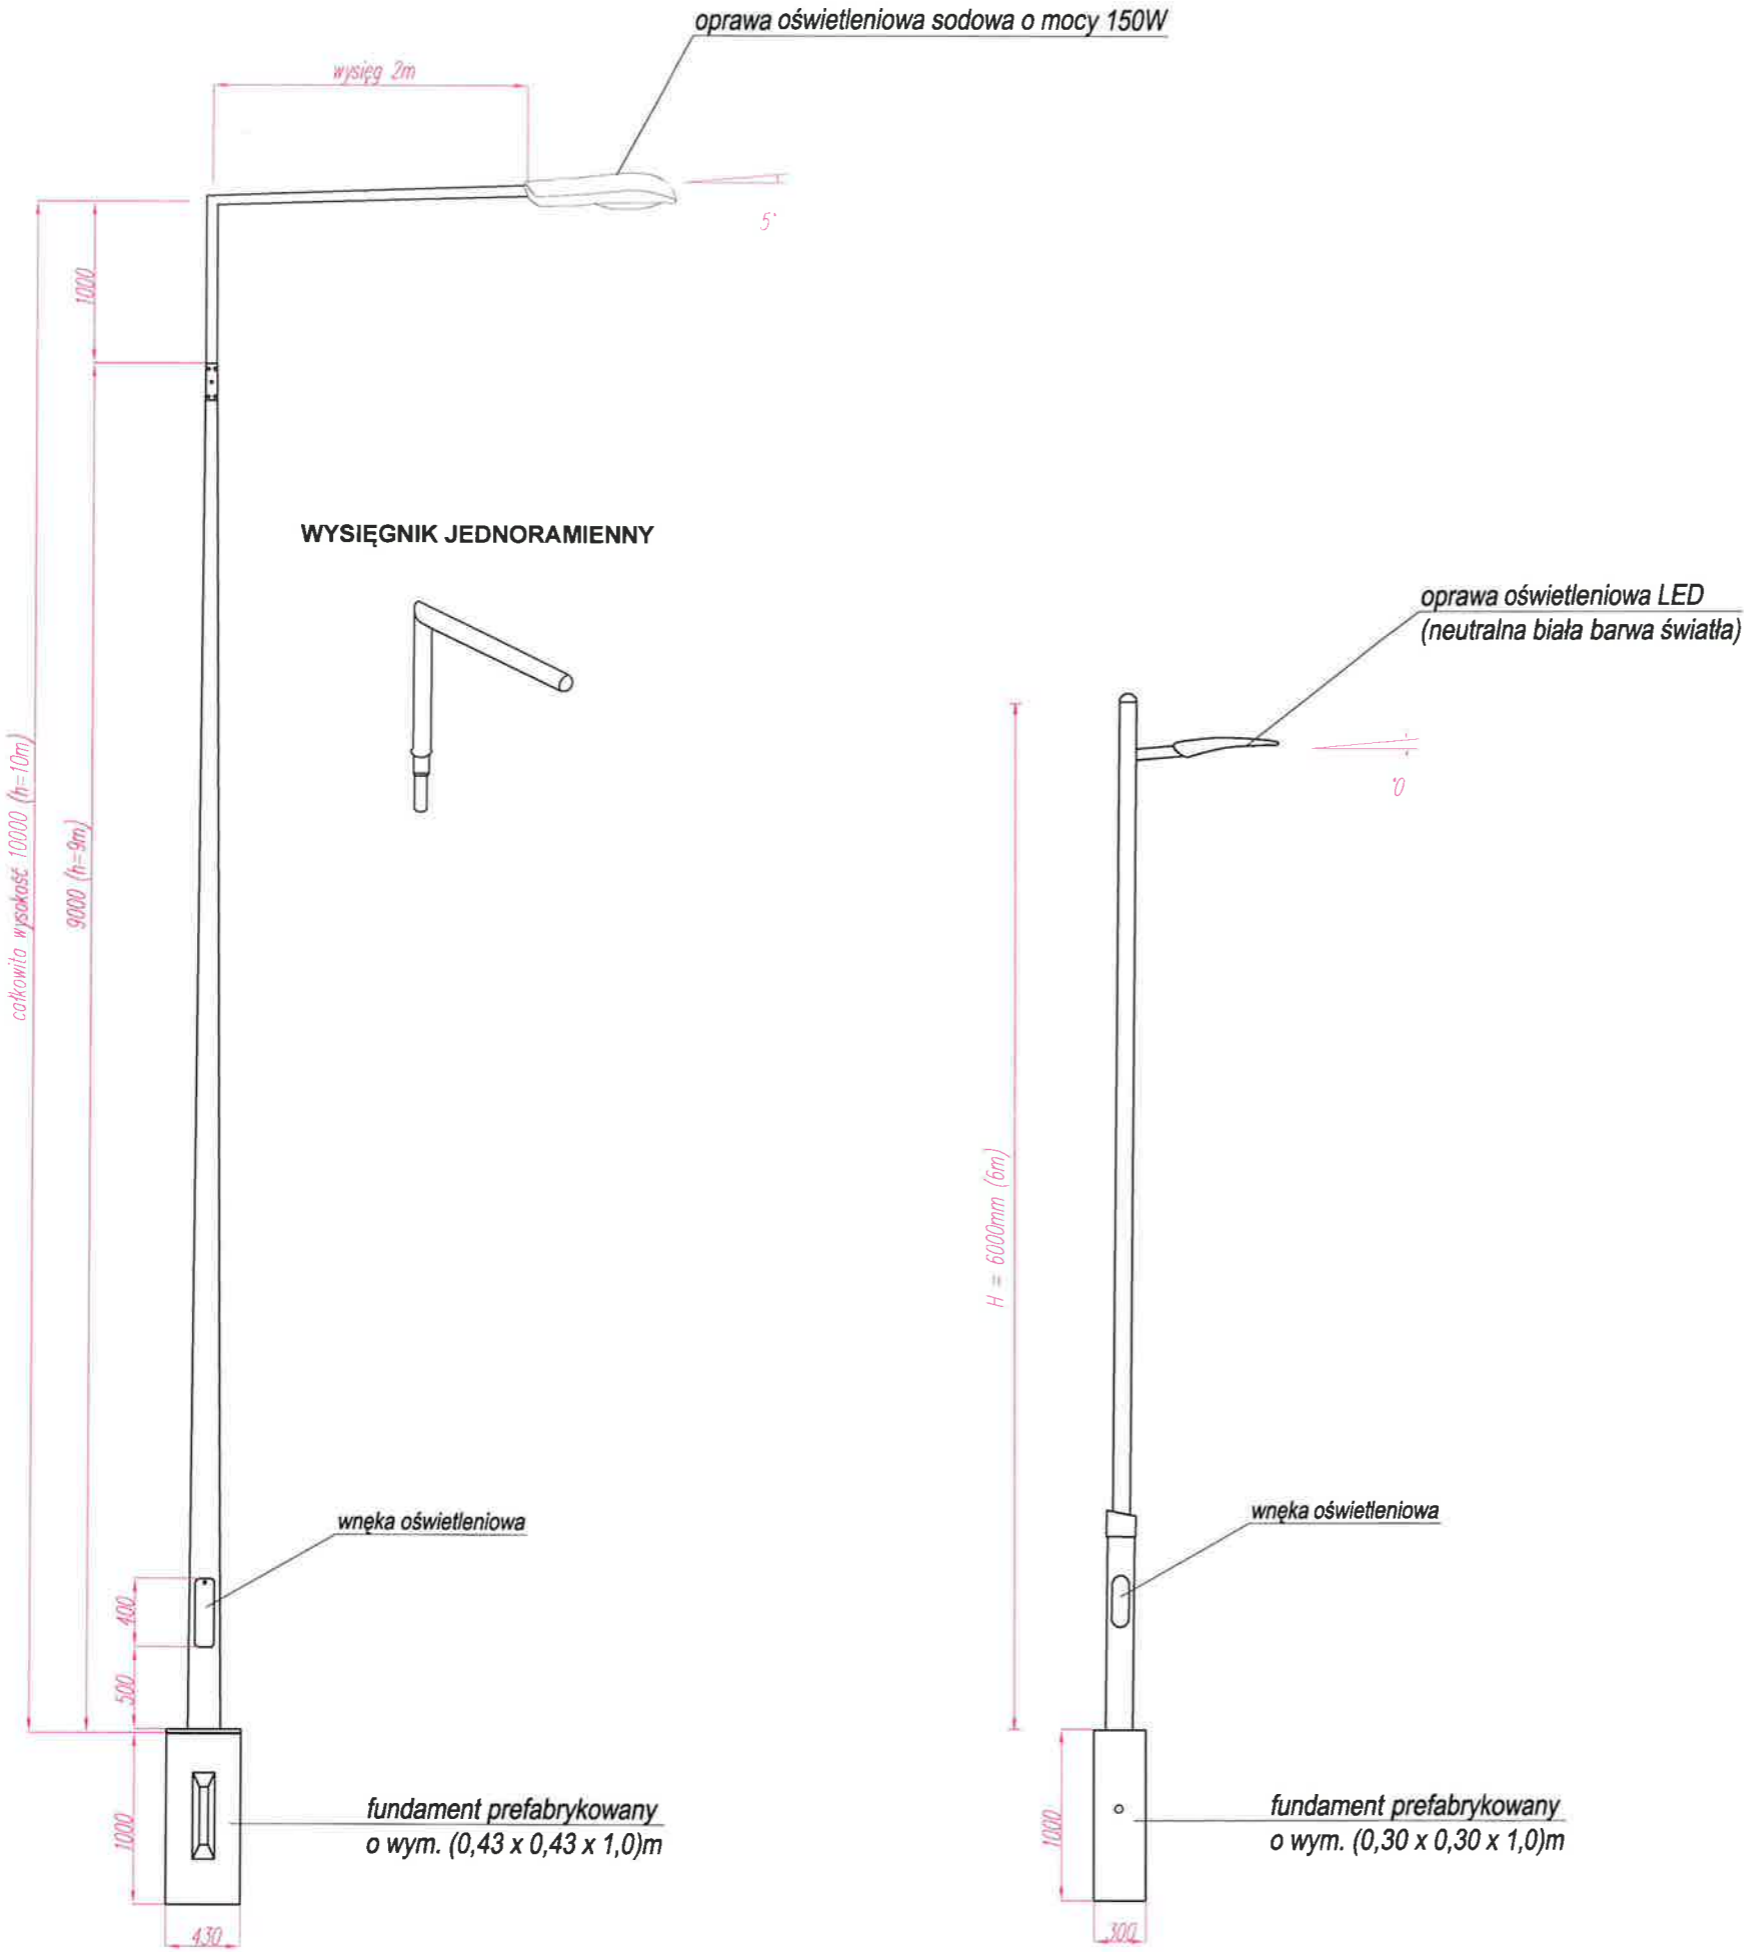 oprawa oświetleniowa sodowa o mocy 150W
wysięg 2m
5°
1000
całkowita wysokość 10000 (h=10m)
9000 (h=9m)
WYSIĘGNIK JEDNORAMIENNY
wnęka oświetleniowa
400
500
1000
fundament prefabrykowany
o wym. (0,43 x 0,43 x 1,0)m
430
oprawa oświetleniowa LED
(neutralna biała barwa światła)
°0
H = 6000mm (6m)
wnęka oświetleniowa
1000
fundament prefabrykowany
o wym. (0,30 x 0,30 x 1,0)m
300